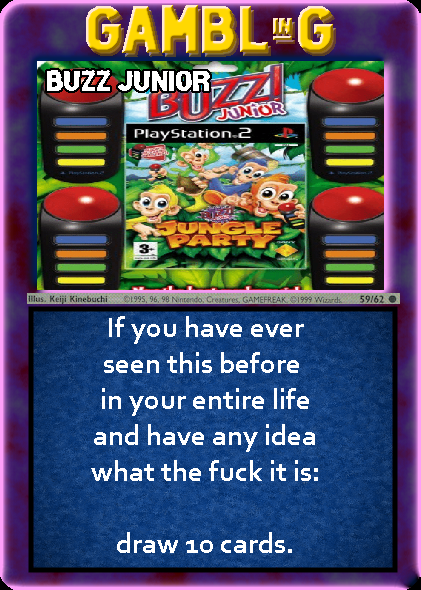 GAMBLING
BUZZ JUNIOR
BUZZ!
JUNIOR
PlayStation®2
JUNGLE
PARTY
3+
Illus. Keiji Kinebuchi ©1995, 96, 98 Nintendo, Creatures, GAMEFREAK. ©1999 Wizards. 59/62
If you have ever
seen this before
in your entire life
and have any idea
what the fuck it is:
draw 10 cards.